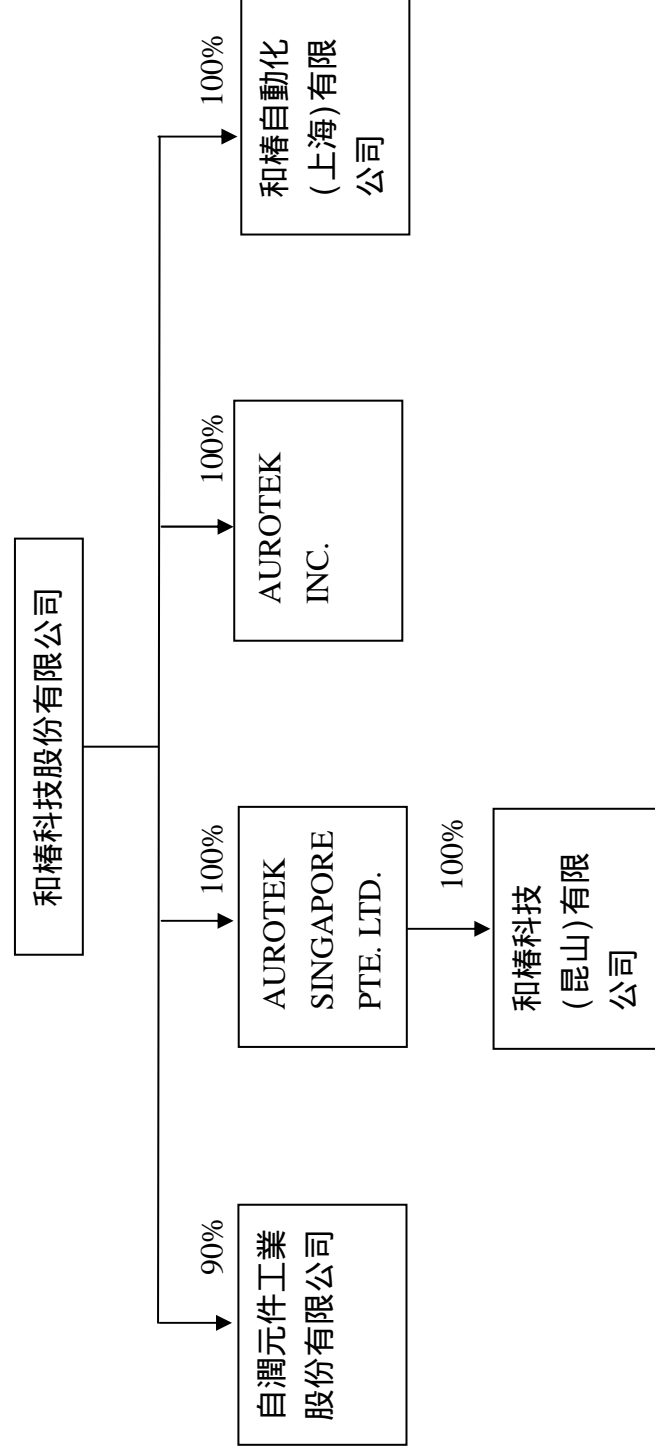 和椿科技股份有限公司
90%
100%
100%
100%
自潤元件工業
股份有限公司
AUROTEK
SINGAPORE
PTE. LTD.
AUROTEK
INC.
和椿自動化
(上海)有限
公司
100%
和椿科技
(昆山)有限
公司